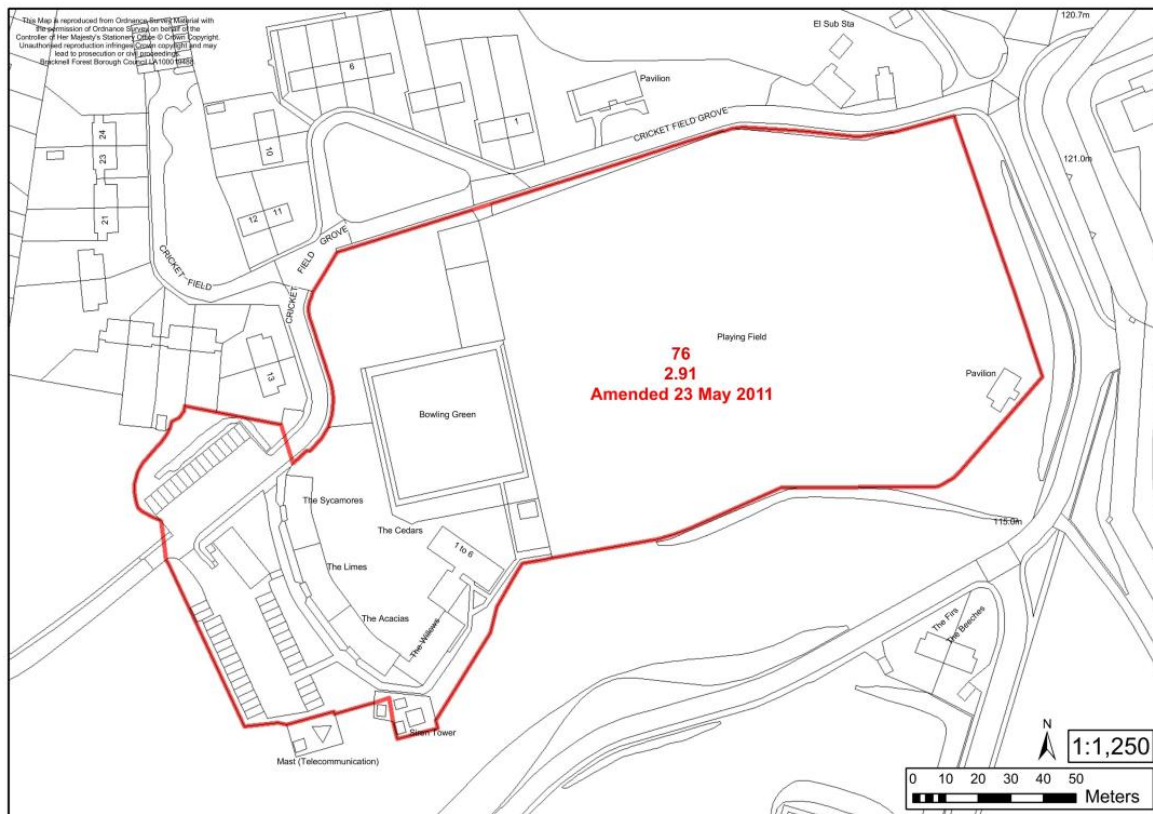 This Map is reproduced from Ordnance Survey Material with
the permission of Ordnance Survey on behalf of the
Controller of Her Majesty's Stationery Office © Crown Copyright.
Unauthorised reproduction infringes Crown copyright and may
lead to prosecution or civil proceedings.
Bracknell Forest Borough Council LA100019488
120.7m
El Sub Sta
6
Pavilion
1
CRICKET FIELD GROVE
24
23
10
121.0m
21
12
11
CRICKET FIELD
CRICKET FIELD GROVE
Playing Field
76
2.91
Amended 23 May 2011
13
Pavilion
Bowling Green
The Sycamores
The Cedars
115.0m
1 to 6
The Limes
The Acacias
The Willows
The Firs
The Beeches
Siren Tower
Mast (Telecommunication)
N
1:1,250
0 10 20 30 40 50
Meters